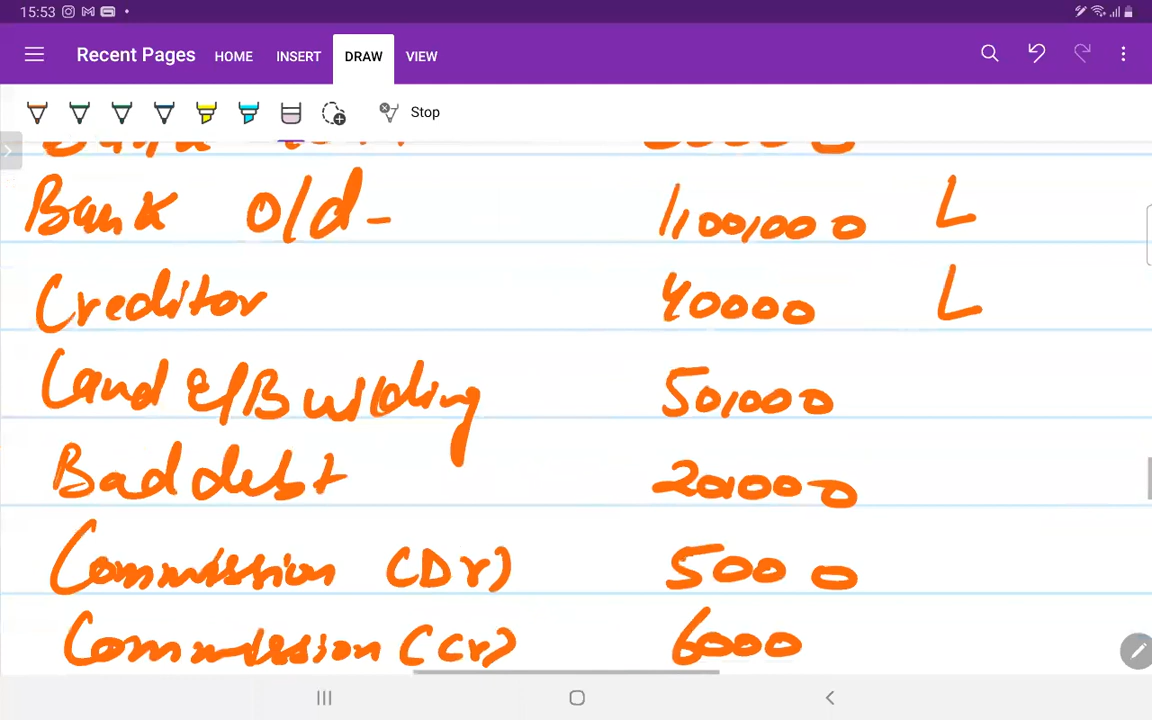 15:53
Recent Pages HOME INSERT DRAW VIEW
Stop
Bank o/d- 1,00,000 L
Creditor 40000 L
Land & Building 50,000
Bad debt 20,000
Commission (Dr) 5000
Commission (Cr) 6000